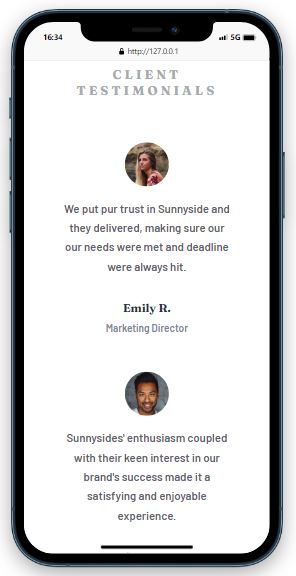 16:34
5G
http://127.0.0.1
CLIENT
TESTIMONIALS
We put pur trust in Sunnyside and
they delivered, making sure our
our needs were met and deadline
were always hit.
Emily R.
Marketing Director
Sunnysides' enthusiasm coupled
with their keen interest in our
brand's success made it a
satisfying and enjoyable
experience.